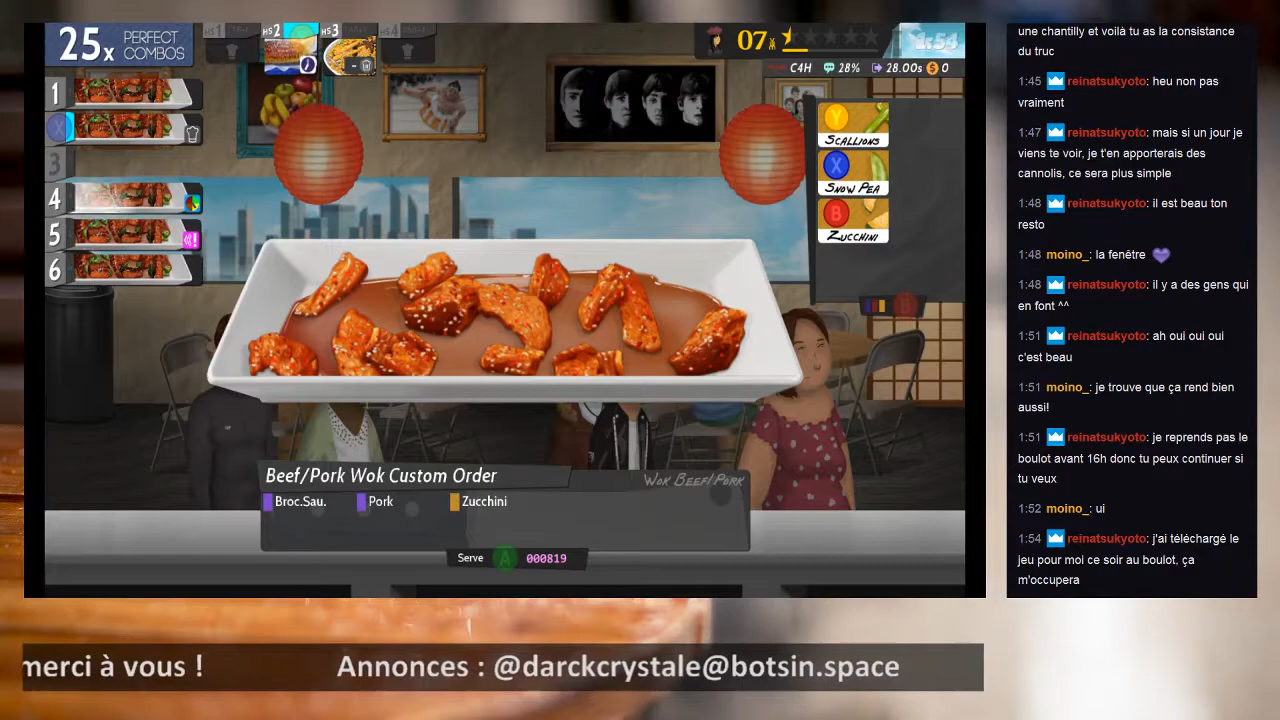 25x PERFECT
COMBOS
HS1
HS2
HS3
HS4
07x
1:54
C4H 28% 28.00s $ 0
1
X
3
4
5
6
Y
SCALLIONS
X
SNOW PEA
B
ZUCCHINI
B
Beef/Pork Wok Custom Order
WOK BEEF/PORK
Broc.Sau. Pork Zucchini
Serve A 000819
une chantilly et voilà tu as la consistance
du truc
1:45 reinatsukyoto: heu non pas
vraiment
1:47 reinatsukyoto: mais si un jour je
viens te voir, je t'en apporterais des
cannolis, ce sera plus simple
1:48 reinatsukyoto: il est beau ton
resto
1:48 moino_: la fenêtre
1:48 reinatsukyoto: il y a des gens qui
en font ^^
1:51 reinatsukyoto: ah oui oui oui
c'est beau
1:51 moino_: je trouve que ça rend bien
aussi!
1:51 reinatsukyoto: je reprends pas le
boulot avant 16h donc tu peux continuer si
tu veux
1:52 moino_: ui
1:54 reinatsukyoto: j'ai téléchargé le
jeu pour moi ce soir au boulot, ça
m'occupera
merci à vous ! Annonces : @darckcrystale@botsin.space